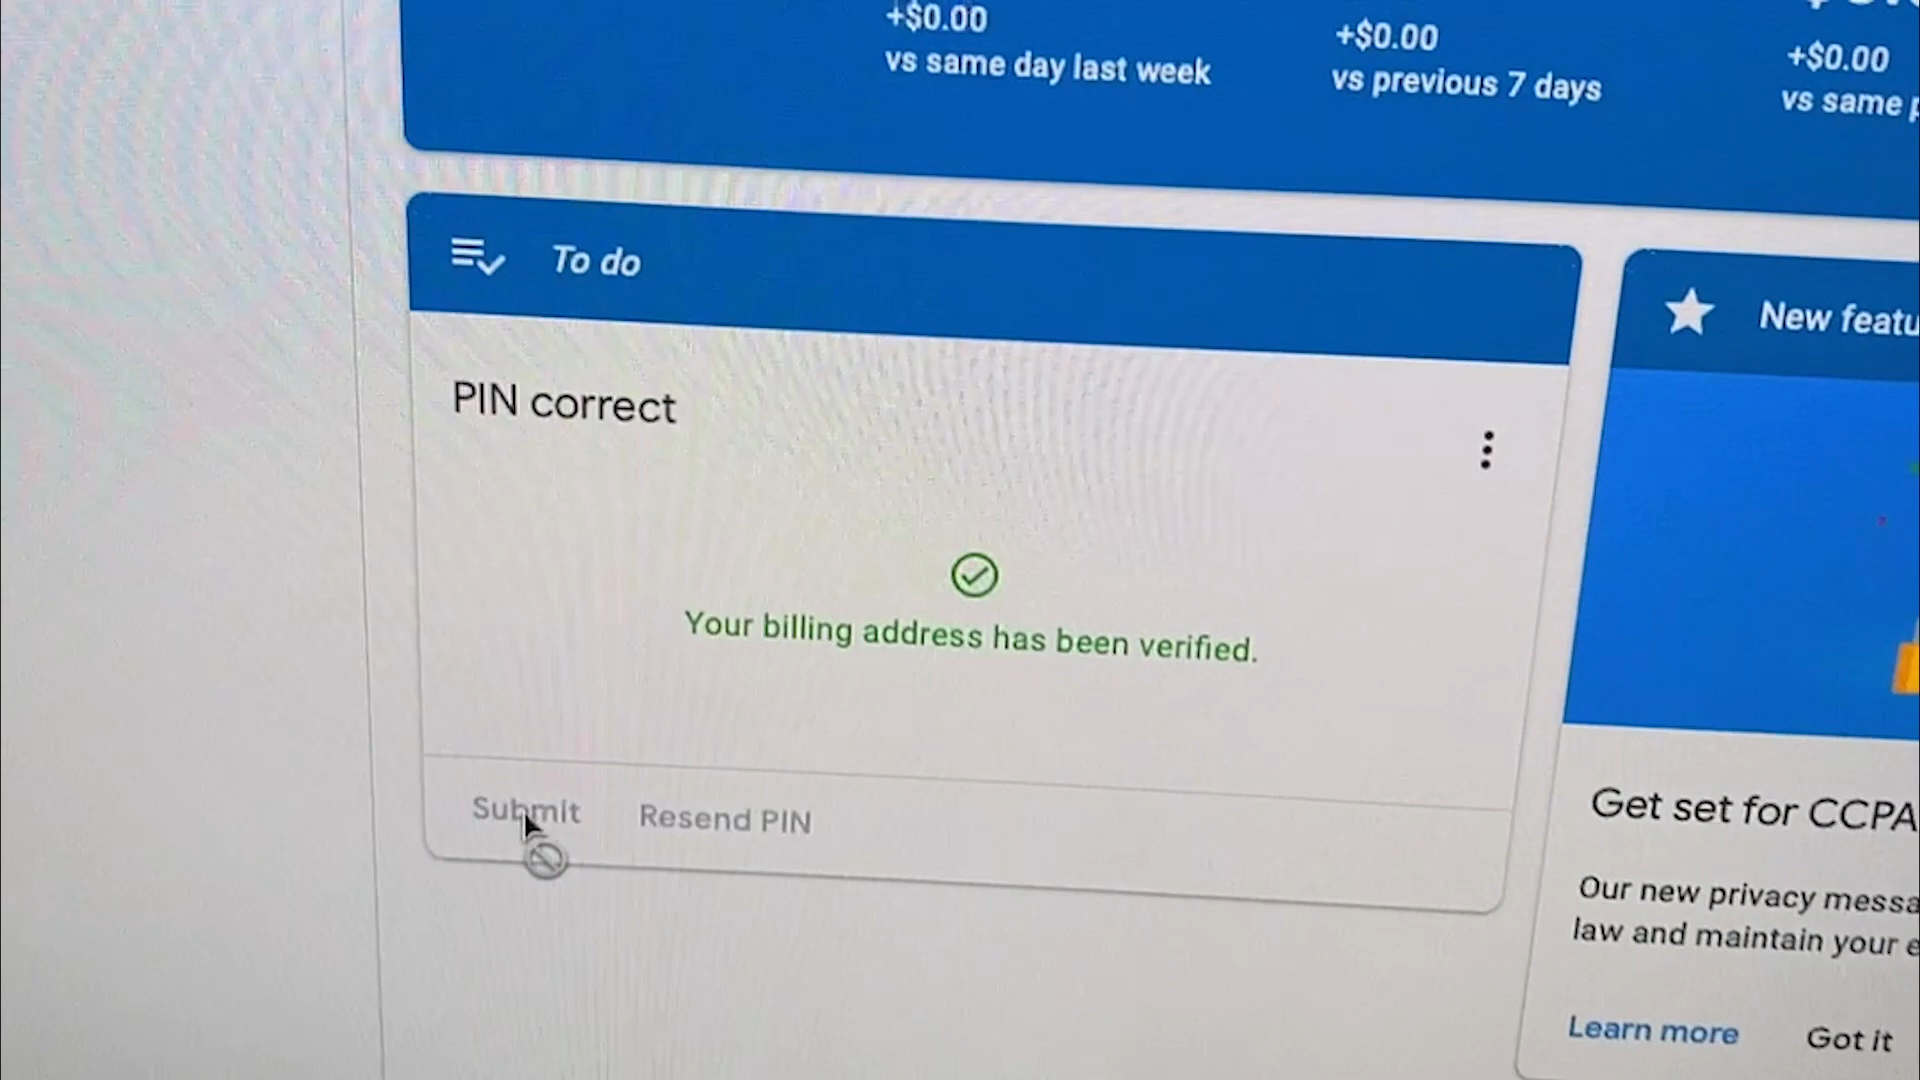 +$0.00
vs same day last week
+$0.00
vs previous 7 days
+$0.00
vs same
To do
PIN correct
Your billing address has been verified.
Submit
Resend PIN
New featu
Get set for CCPA
Our new privacy messa
law and maintain your e
Learn more
Got it